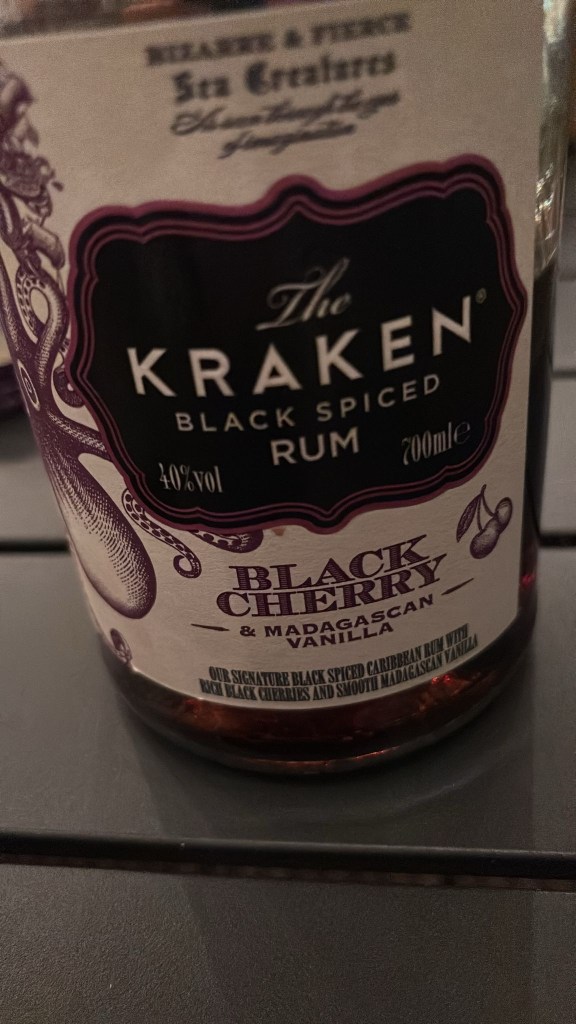 BIZARRE & FIERCE
Sea Creatures
The
KRAKEN®
BLACK SPICED
RUM
40%vol
700ml℮
BLACK
CHERRY
& MADAGASCAN
VANILLA
OUR SIGNATURE BLACK SPICED CARIBBEAN RUM WITH
RICH BLACK CHERRIES AND SMOOTH MADAGASCAN VANILLA